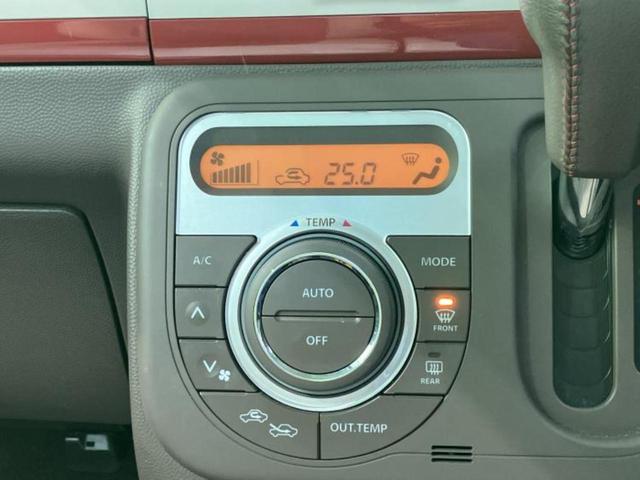 25.0
TEMP
A/C
AUTO
MODE
FRONT
OFF
REAR
OUT.TEMP